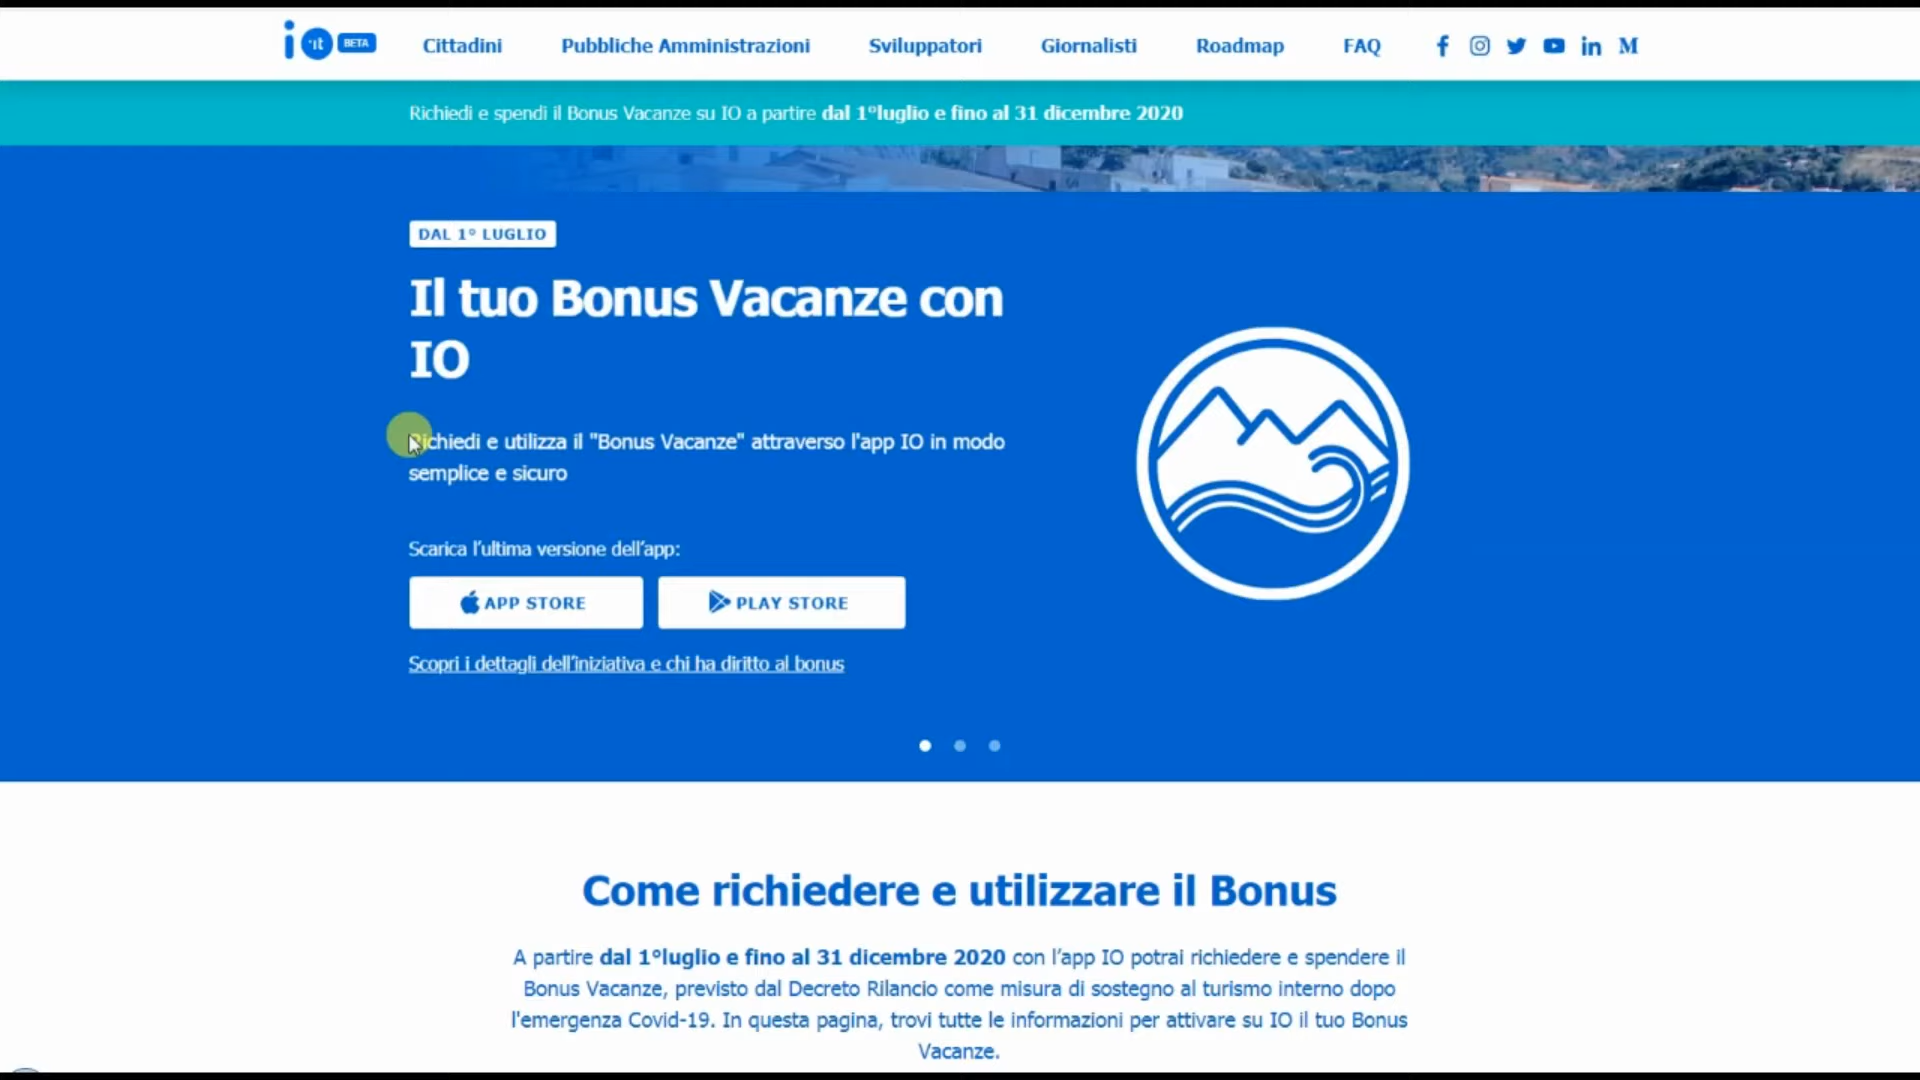 io .it BETA Cittadini Pubbliche Amministrazioni Sviluppatori Giornalisti Roadmap FAQ
Richiedi e spendi il Bonus Vacanze su IO a partire dal 1°luglio e fino al 31 dicembre 2020
DAL 1° LUGLIO
Il tuo Bonus Vacanze con
IO
Richiedi e utilizza il "Bonus Vacanze" attraverso l'app IO in modo
semplice e sicuro
Scarica l’ultima versione dell’app:
APP STORE PLAY STORE
Scopri i dettagli dell’iniziativa e chi ha diritto al bonus
Come richiedere e utilizzare il Bonus
A partire dal 1°luglio e fino al 31 dicembre 2020 con l’app IO potrai richiedere e spendere il
Bonus Vacanze, previsto dal Decreto Rilancio come misura di sostegno al turismo interno dopo
l'emergenza Covid-19. In questa pagina, trovi tutte le informazioni per attivare su IO il tuo Bonus
Vacanze.